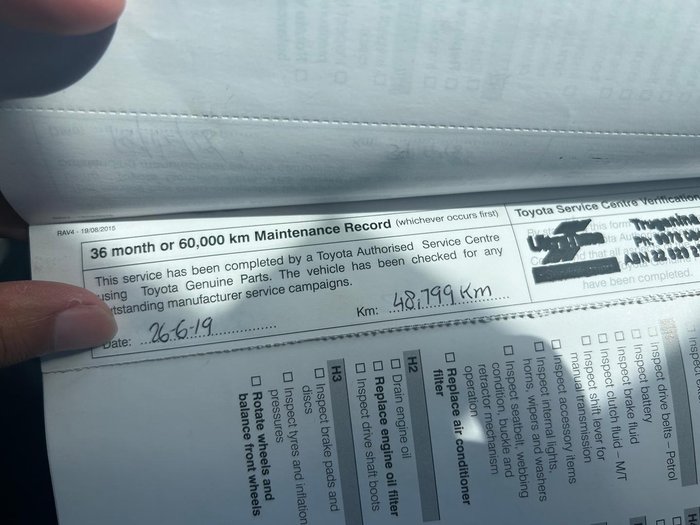 RAV4 - 19/08/2015
36 month or 60,000 km Maintenance Record (whichever occurs first)
This service has been completed by a Toyota Authorised Service Centre
using Toyota Genuine Parts. The vehicle has been checked for any
outstanding manufacturer service campaigns.
Date: 26-6-19
Km: 48,799 Km
Toyota Service Centre Verification
this form
Truganina
Ph:
ABN 22
have been completed.
Inspect drive belts – Petrol
Inspect battery
Inspect brake fluid
Inspect clutch fluid – M/T
Inspect shift lever for
manual transmission
Inspect accessory items
Inspect internal lights,
horns, wipers and washers
Inspect seatbelt, webbing
condition, buckle and
retractor mechanism
operation
Replace air conditioner
filter
H2
Drain engine oil
Replace engine oil filter
Inspect drive shaft boots
H3
Inspect brake pads and
discs
Inspect tyres and inflation
pressures
Rotate wheels and
balance front wheels